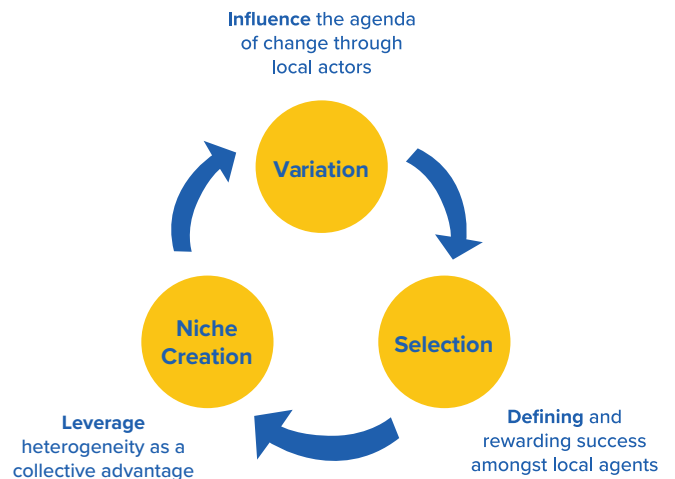 Influence the agenda
of change through
local actors
Variation
Selection
Defining and
rewarding success
amongst local agents
Niche
Creation
Leverage
heterogeneity as a
collective advantage